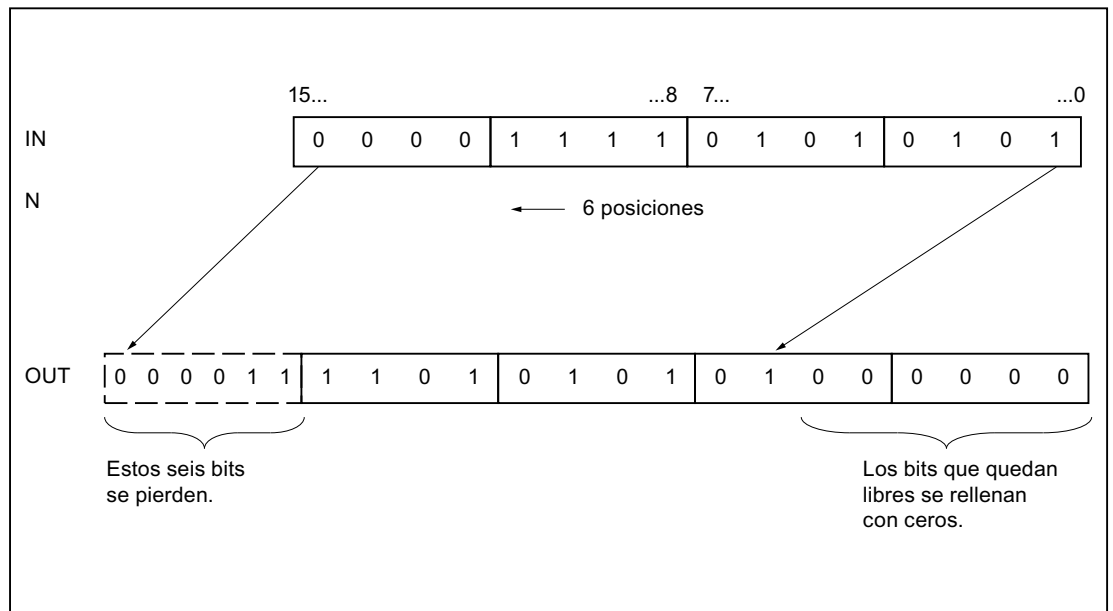 15... ...8 7... ...0
IN 0 0 0 0 1 1 1 1 0 1 0 1 0 1 0 1
N 6 posiciones
OUT 0 0 0 0 1 1 1 1 0 1 0 1 0 1 0 1 0 0 0 0 0 0
Estos seis bits
se pierden.
Los bits que quedan
libres se rellenan
con ceros.